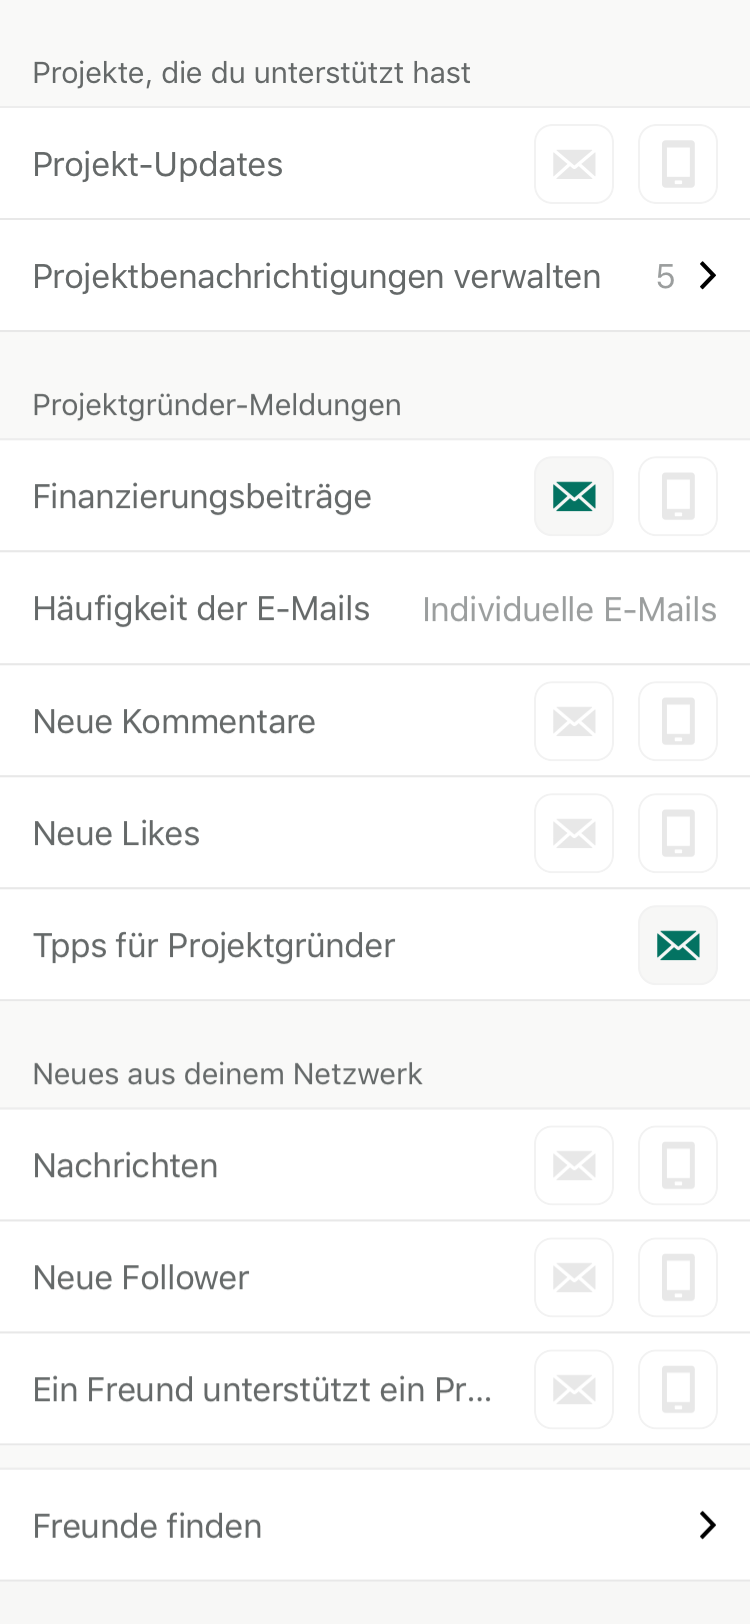 Projekte, die du unterstützt hast
Projekt-Updates
Projektbenachrichtigungen verwalten 5
Projektgründer-Meldungen
Finanzierungsbeiträge
Häufigkeit der E-Mails Individuelle E-Mails
Neue Kommentare
Neue Likes
Tpps für Projektgründer
Neues aus deinem Netzwerk
Nachrichten
Neue Follower
Ein Freund unterstützt ein Pr...
Freunde finden